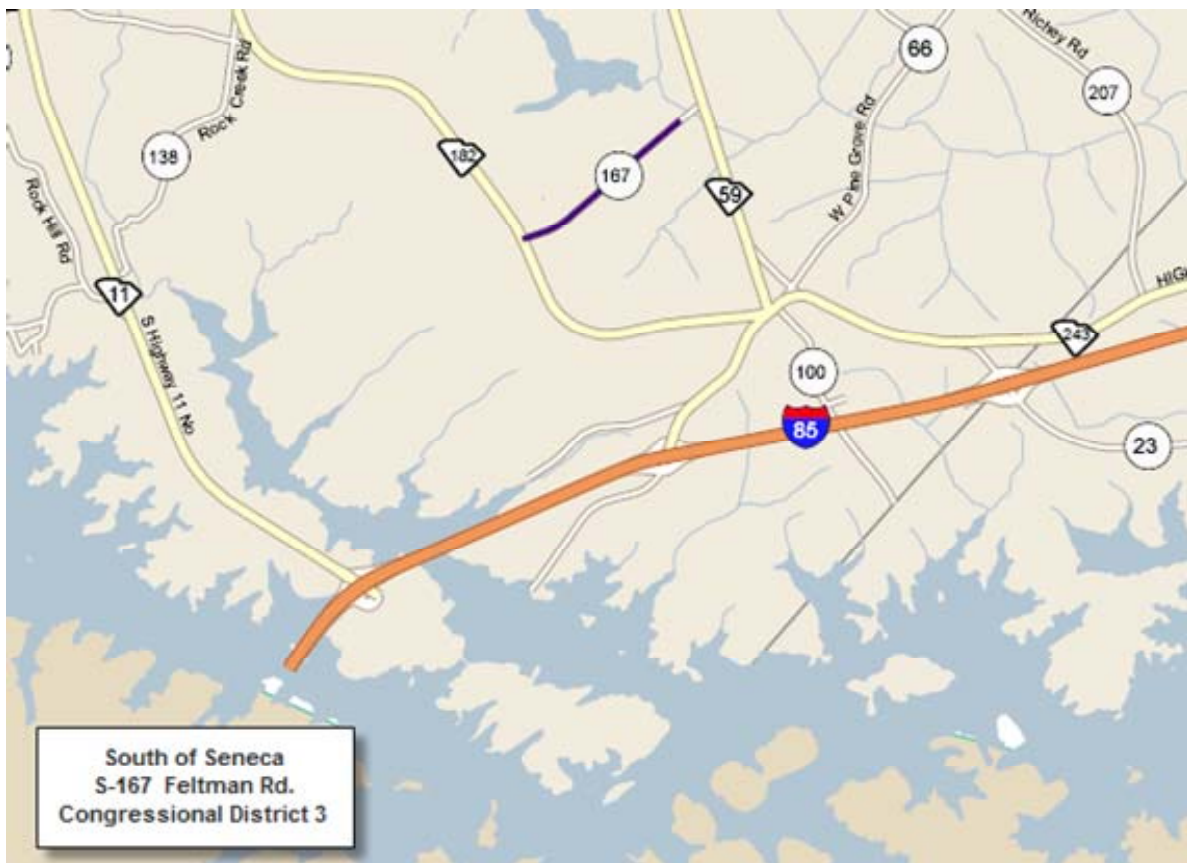 Richey Rd
66
207
Rock Creek Rd
182
138
167
59
W Pine Grove Rd
Rock Hill Rd
11
S Highway 11 No
243
100
85
23
South of Seneca
S-167 Feltman Rd.
Congressional District 3